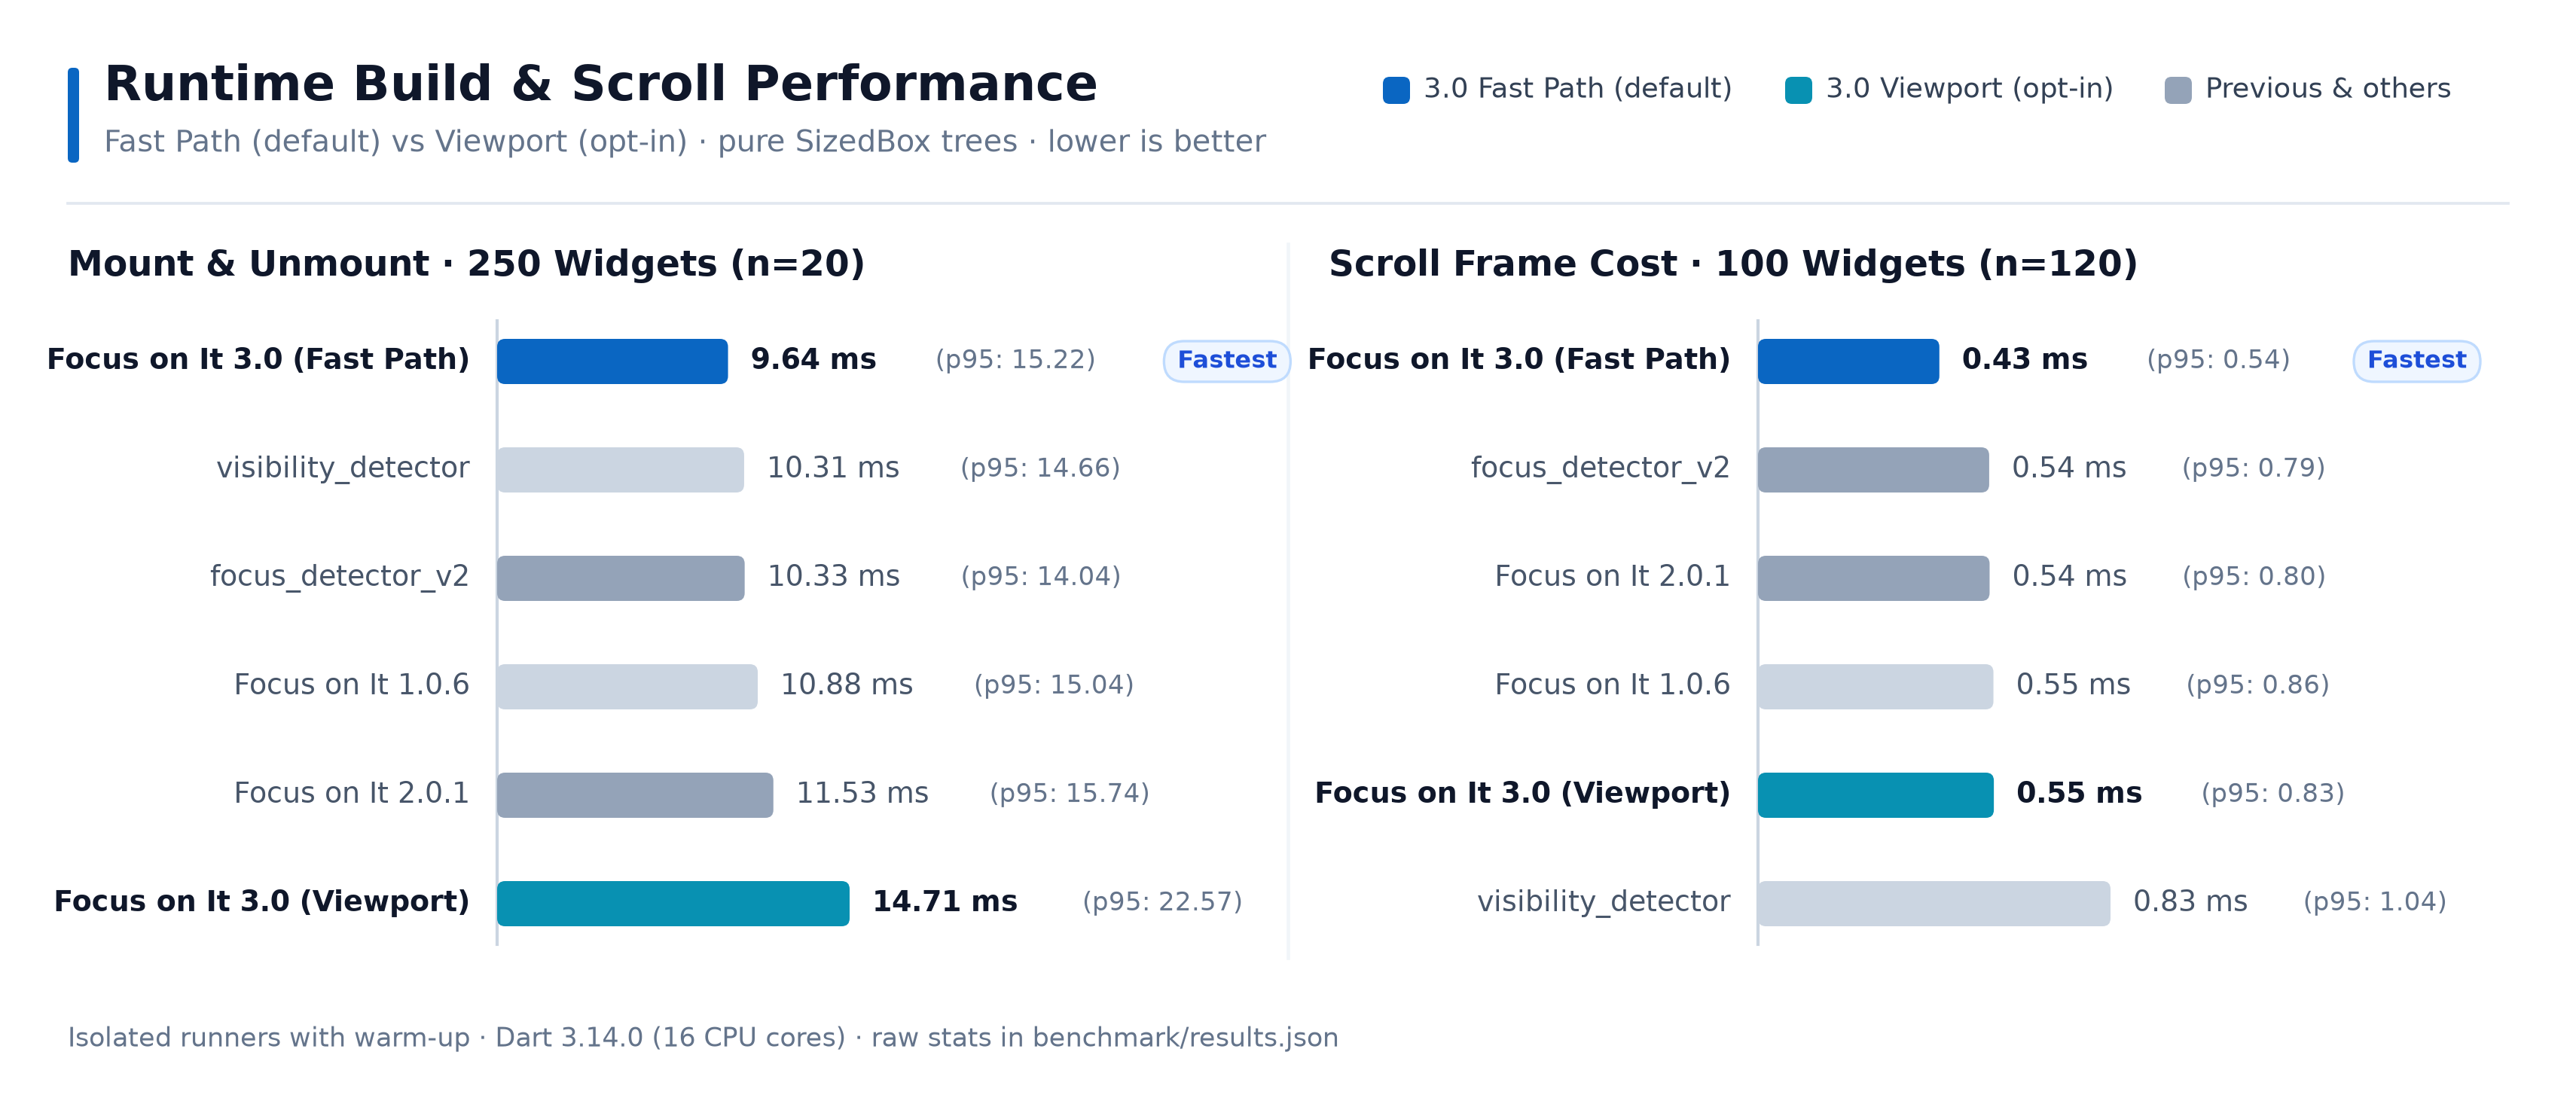 Runtime Build & Scroll Performance
Fast Path (default) vs Viewport (opt-in) · pure SizedBox trees · lower is better
3.0 Fast Path (default)
3.0 Viewport (opt-in)
Previous & others
Mount & Unmount · 250 Widgets (n=20)
Focus on It 3.0 (Fast Path) 9.64 ms (p95: 15.22) Fastest
visibility_detector 10.31 ms (p95: 14.66)
focus_detector_v2 10.33 ms (p95: 14.04)
Focus on It 1.0.6 10.88 ms (p95: 15.04)
Focus on It 2.0.1 11.53 ms (p95: 15.74)
Focus on It 3.0 (Viewport) 14.71 ms (p95: 22.57)
Scroll Frame Cost · 100 Widgets (n=120)
Focus on It 3.0 (Fast Path) 0.43 ms (p95: 0.54) Fastest
focus_detector_v2 0.54 ms (p95: 0.79)
Focus on It 2.0.1 0.54 ms (p95: 0.80)
Focus on It 1.0.6 0.55 ms (p95: 0.86)
Focus on It 3.0 (Viewport) 0.55 ms (p95: 0.83)
visibility_detector 0.83 ms (p95: 1.04)
Isolated runners with warm-up · Dart 3.14.0 (16 CPU cores) · raw stats in benchmark/results.json